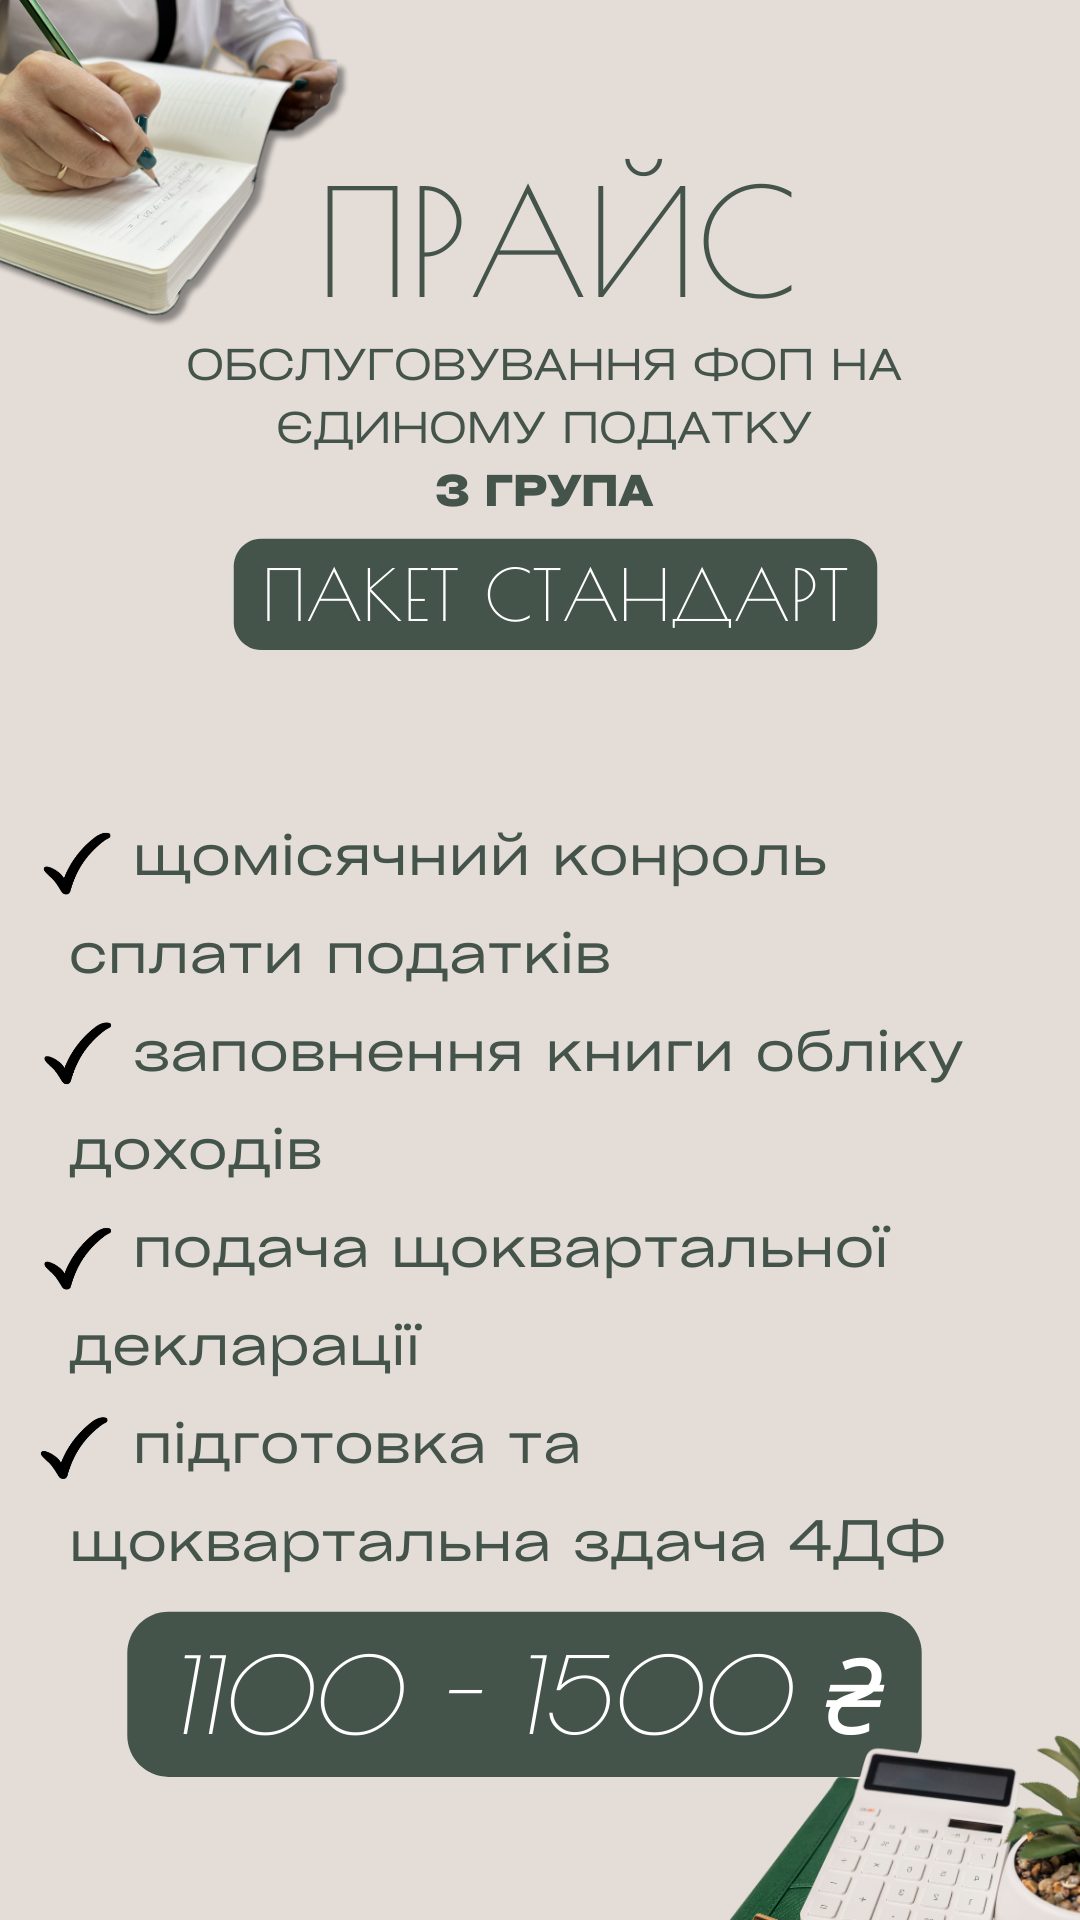 ПРАЙС
ОБСЛУГОВУВАННЯ ФОП НА
ЄДИНОМУ ПОДАТКУ
3 ГРУПА
ПАКЕТ СТАНДАРТ
щомісячний конроль
сплати податків
заповнення книги обліку
доходів
подача щоквартальної
декларації
підготовка та
щоквартальна здача 4ДФ
1100 - 1500 ₴